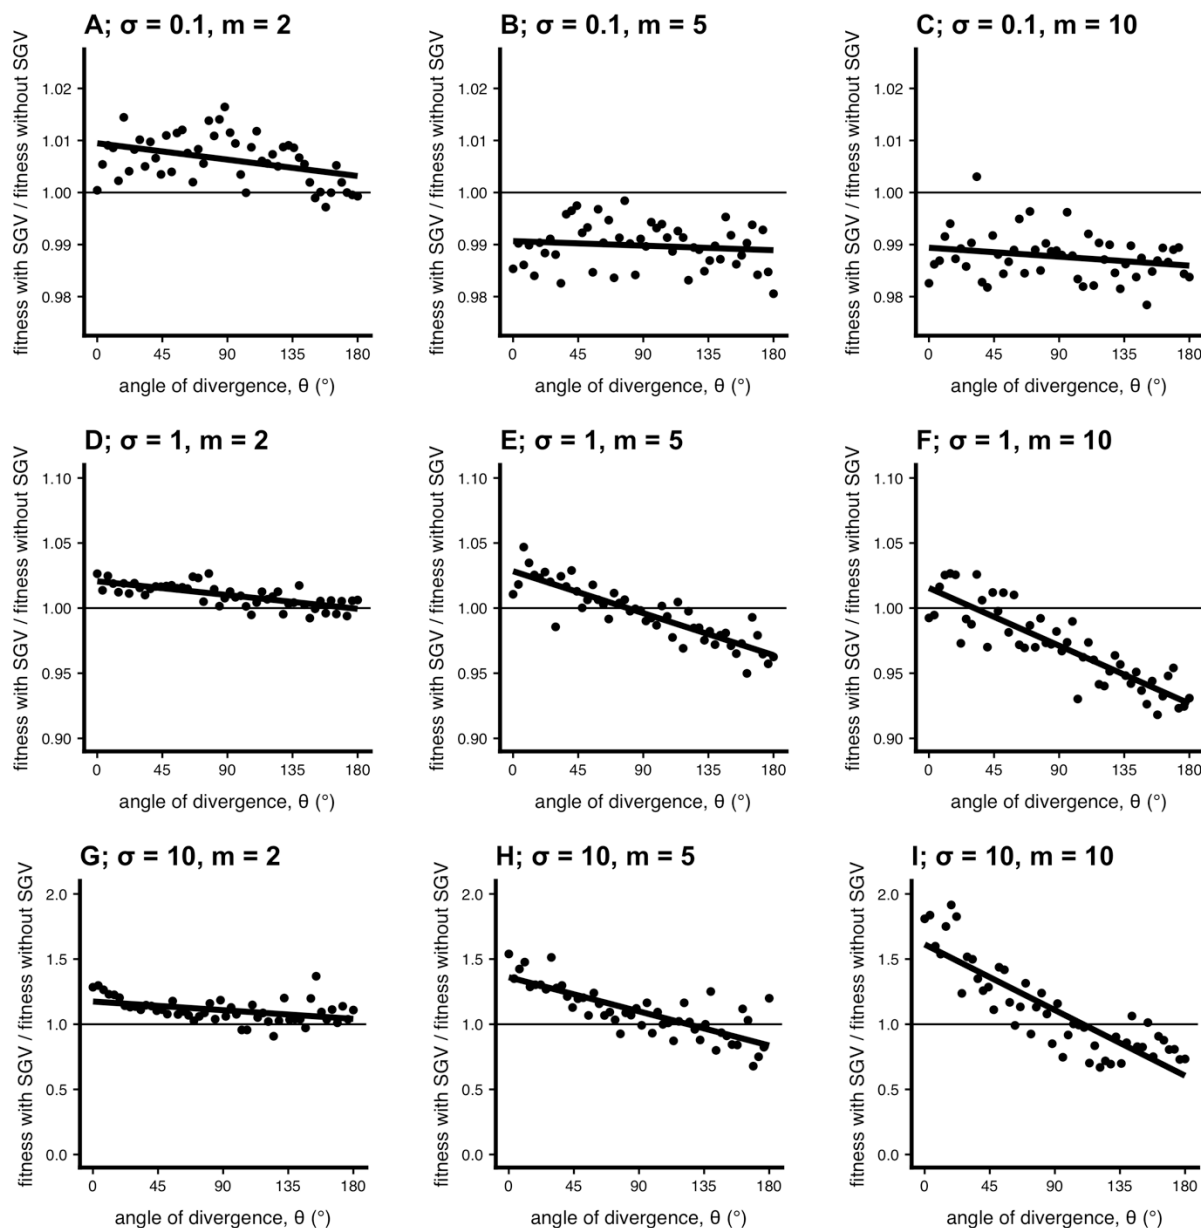 A; σ = 0.1, m = 2
fitness with SGV / fitness without SGV
1.02
1.01
1.00
0.99
0.98
0 45 90 135 180
angle of divergence, θ (°)
B; σ = 0.1, m = 5
fitness with SGV / fitness without SGV
1.02
1.01
1.00
0.99
0.98
0 45 90 135 180
angle of divergence, θ (°)
C; σ = 0.1, m = 10
fitness with SGV / fitness without SGV
1.02
1.01
1.00
0.99
0.98
0 45 90 135 180
angle of divergence, θ (°)
D; σ = 1, m = 2
fitness with SGV / fitness without SGV
1.10
1.05
1.00
0.95
0.90
0 45 90 135 180
angle of divergence, θ (°)
E; σ = 1, m = 5
fitness with SGV / fitness without SGV
1.10
1.05
1.00
0.95
0.90
0 45 90 135 180
angle of divergence, θ (°)
F; σ = 1, m = 10
fitness with SGV / fitness without SGV
1.10
1.05
1.00
0.95
0.90
0 45 90 135 180
angle of divergence, θ (°)
G; σ = 10, m = 2
fitness with SGV / fitness without SGV
2.0
1.5
1.0
0.5
0.0
0 45 90 135 180
angle of divergence, θ (°)
H; σ = 10, m = 5
fitness with SGV / fitness without SGV
2.0
1.5
1.0
0.5
0.0
0 45 90 135 180
angle of divergence, θ (°)
I; σ = 10, m = 10
fitness with SGV / fitness without SGV
2.0
1.5
1.0
0.5
0.0
0 45 90 135 180
angle of divergence, θ (°)